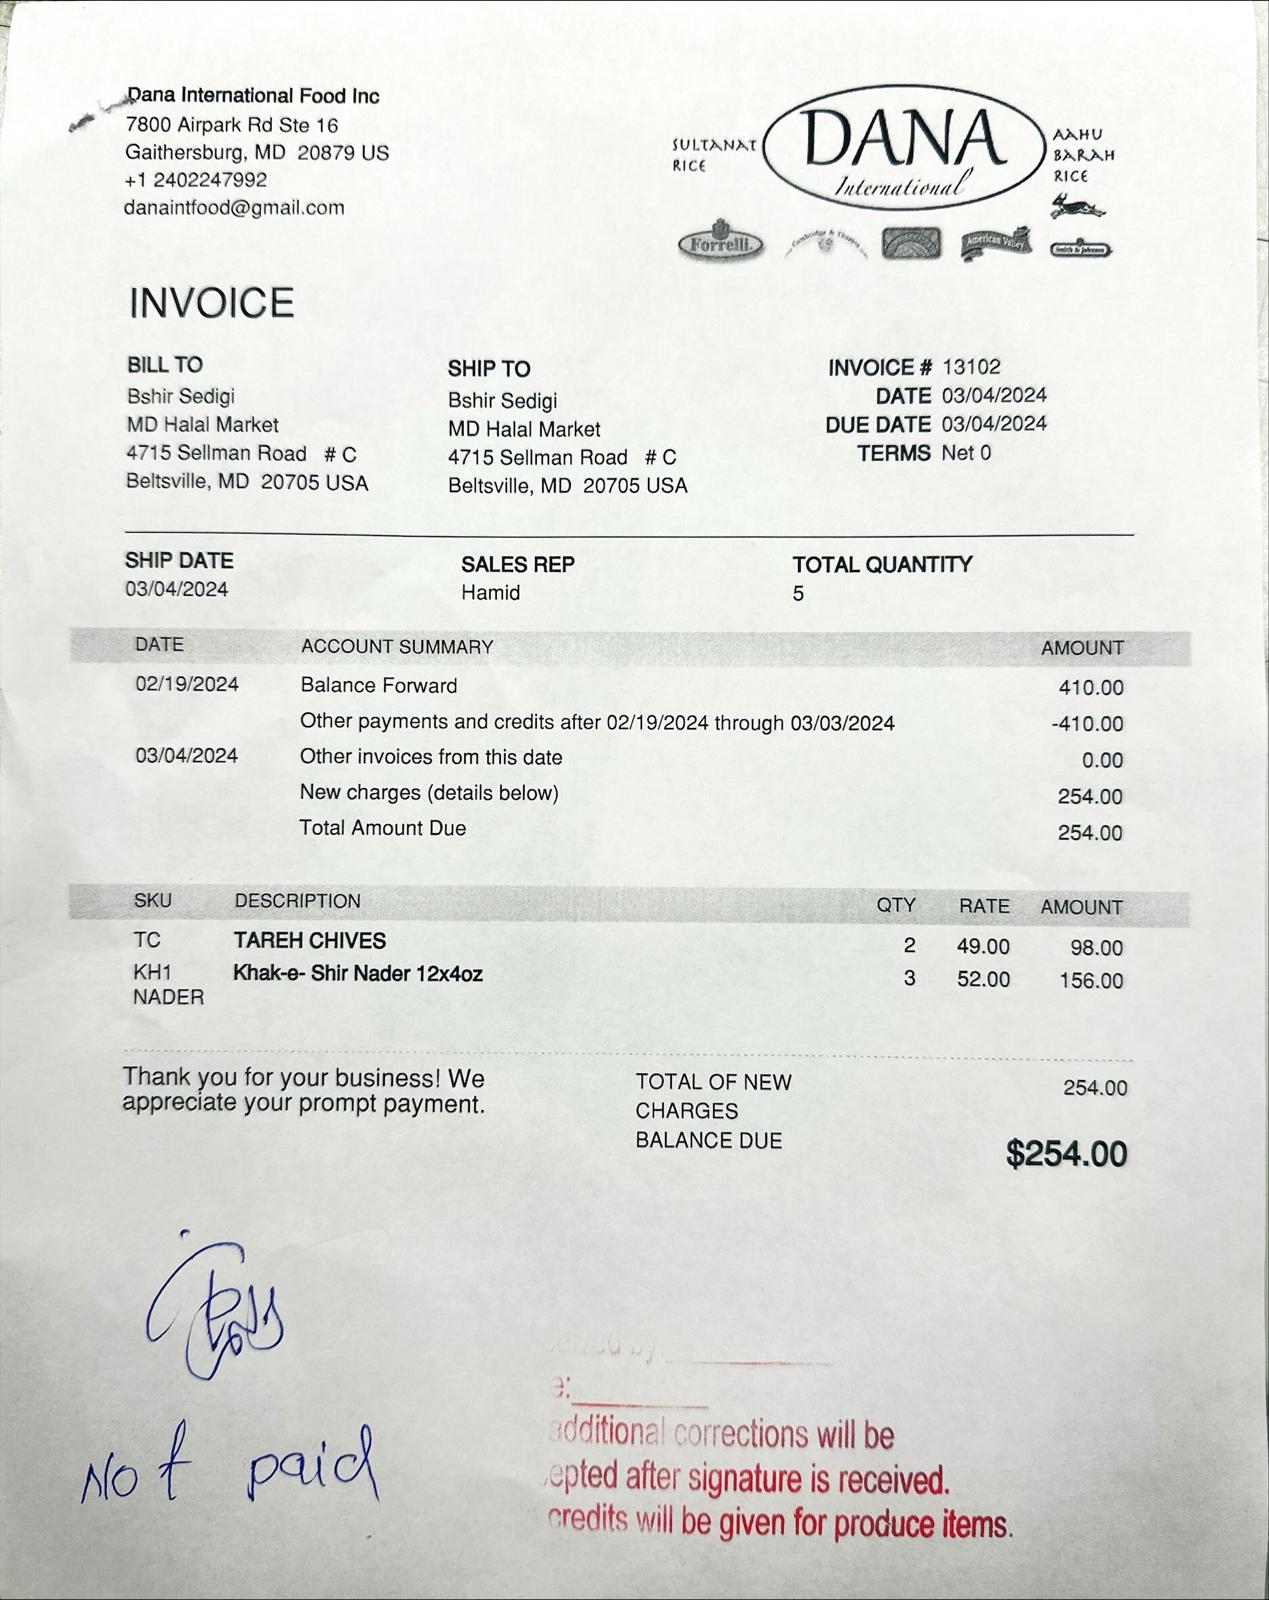 Dana International Food Inc
7800 Airpark Rd Ste 16
Gaithersburg, MD 20879 US
+1 2402247992
danaintfood@gmail.com
SULTANAT
RICE
DANA
International
AAHU
BARAH
RICE
Forrelli
American Valley
INVOICE
BILL TO
Bshir Sedigi
MD Halal Market
4715 Sellman Road # C
Beltsville, MD 20705 USA
SHIP TO
Bshir Sedigi
MD Halal Market
4715 Sellman Road # C
Beltsville, MD 20705 USA
INVOICE # 13102
DATE 03/04/2024
DUE DATE 03/04/2024
TERMS Net 0
SHIP DATE SALES REP TOTAL QUANTITY
03/04/2024 Hamid 5
DATE ACCOUNT SUMMARY AMOUNT
02/19/2024 Balance Forward 410.00
Other payments and credits after 02/19/2024 through 03/03/2024 -410.00
03/04/2024 Other invoices from this date 0.00
New charges (details below) 254.00
Total Amount Due 254.00
SKU DESCRIPTION QTY RATE AMOUNT
TC TAREH CHIVES 2 49.00 98.00
KH1 Khak-e- Shir Nader 12x4oz 3 52.00 156.00
NADER
Thank you for your business! We
appreciate your prompt payment.
TOTAL OF NEW 254.00
CHARGES
BALANCE DUE $254.00
Not paid
by
e:
additional corrections will be
epted after signature is received.
credits will be given for produce items.